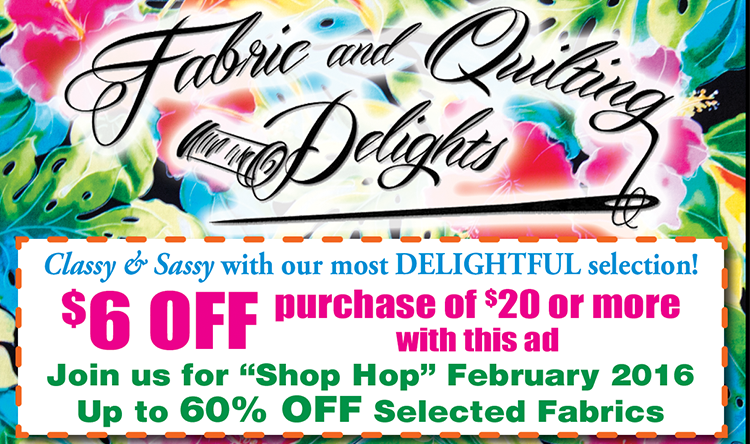 Fabric and Quilting
Delights
Classy & Sassy with our most DELIGHTFUL selection!
$6 OFF purchase of $20 or more
with this ad
Join us for “Shop Hop” February 2016
Up to 60% OFF Selected Fabrics